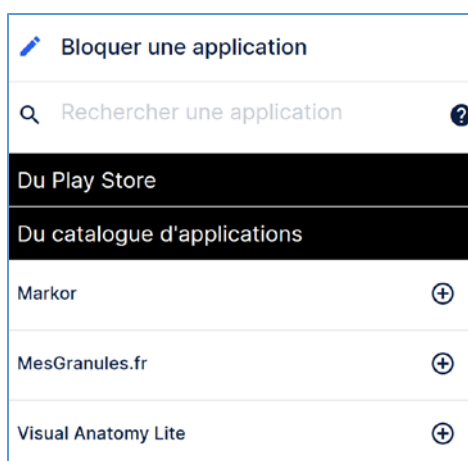 Bloquer une application
Rechercher une application
Du Play Store
Du catalogue d'applications
Markor
MesGranules.fr
Visual Anatomy Lite